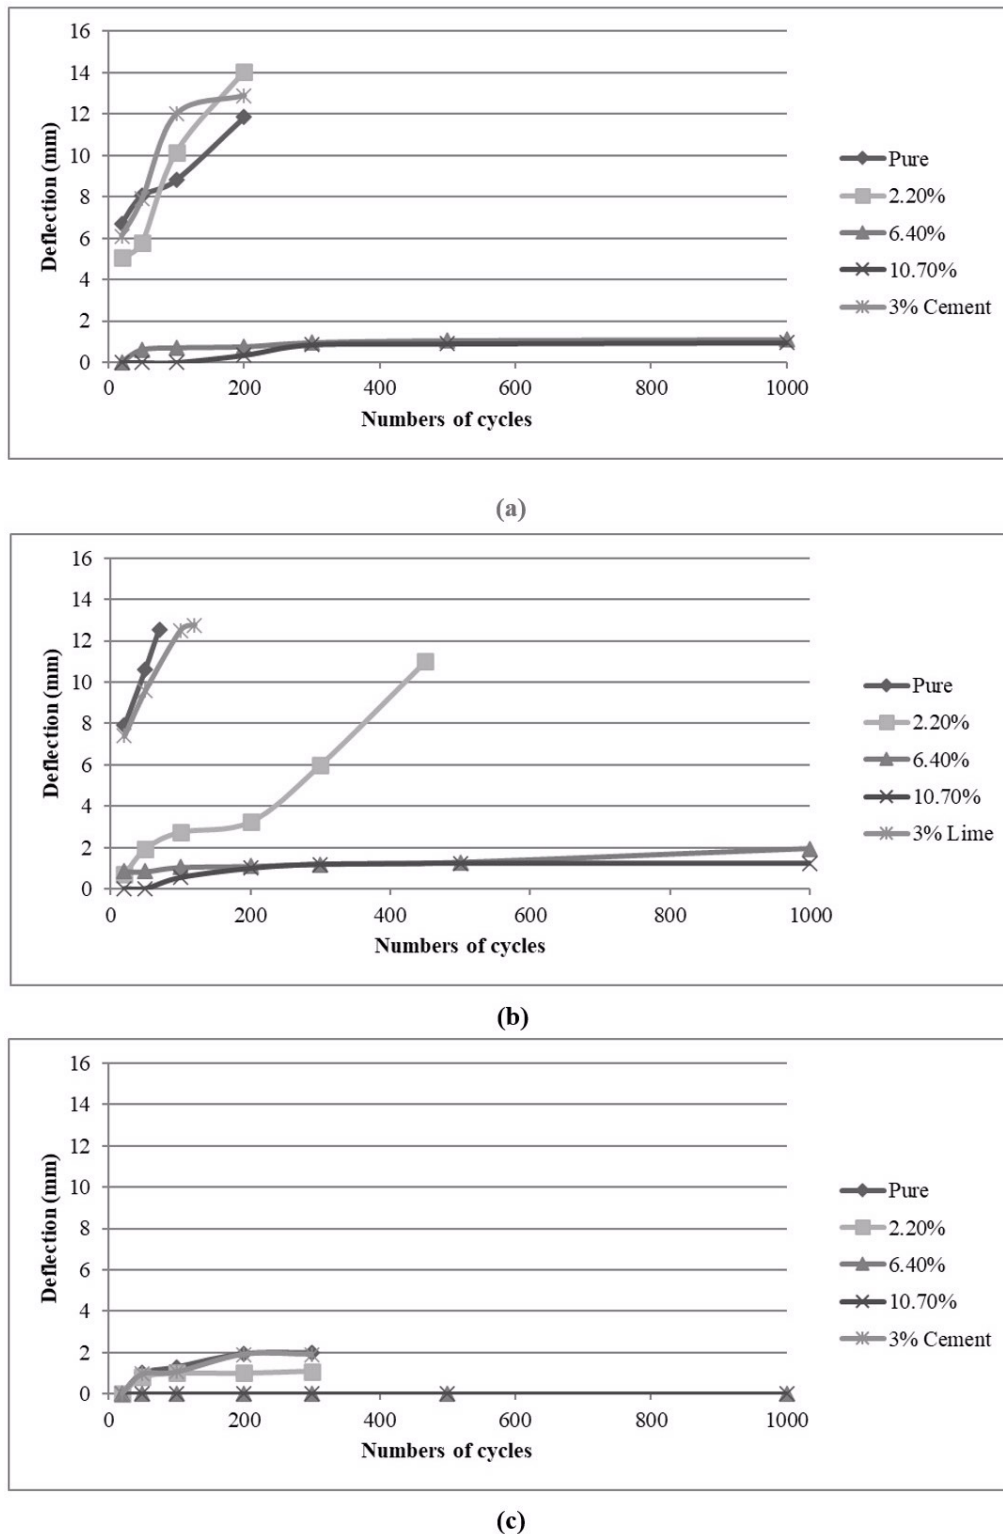 16
14
12
10
8
6
4
2
0
Deflection (mm)
0 200 400 600 800 1000
Numbers of cycles
Pure
2.20%
6.40%
10.70%
3% Cement
(a)
16
14
12
10
8
6
4
2
0
Deflection (mm)
0 200 400 600 800 1000
Numbers of cycles
Pure
2.20%
6.40%
10.70%
3% Lime
(b)
16
14
12
10
8
6
4
2
0
Deflection (mm)
0 200 400 600 800 1000
Numbers of cycles
Pure
2.20%
6.40%
10.70%
3% Cement
(c)